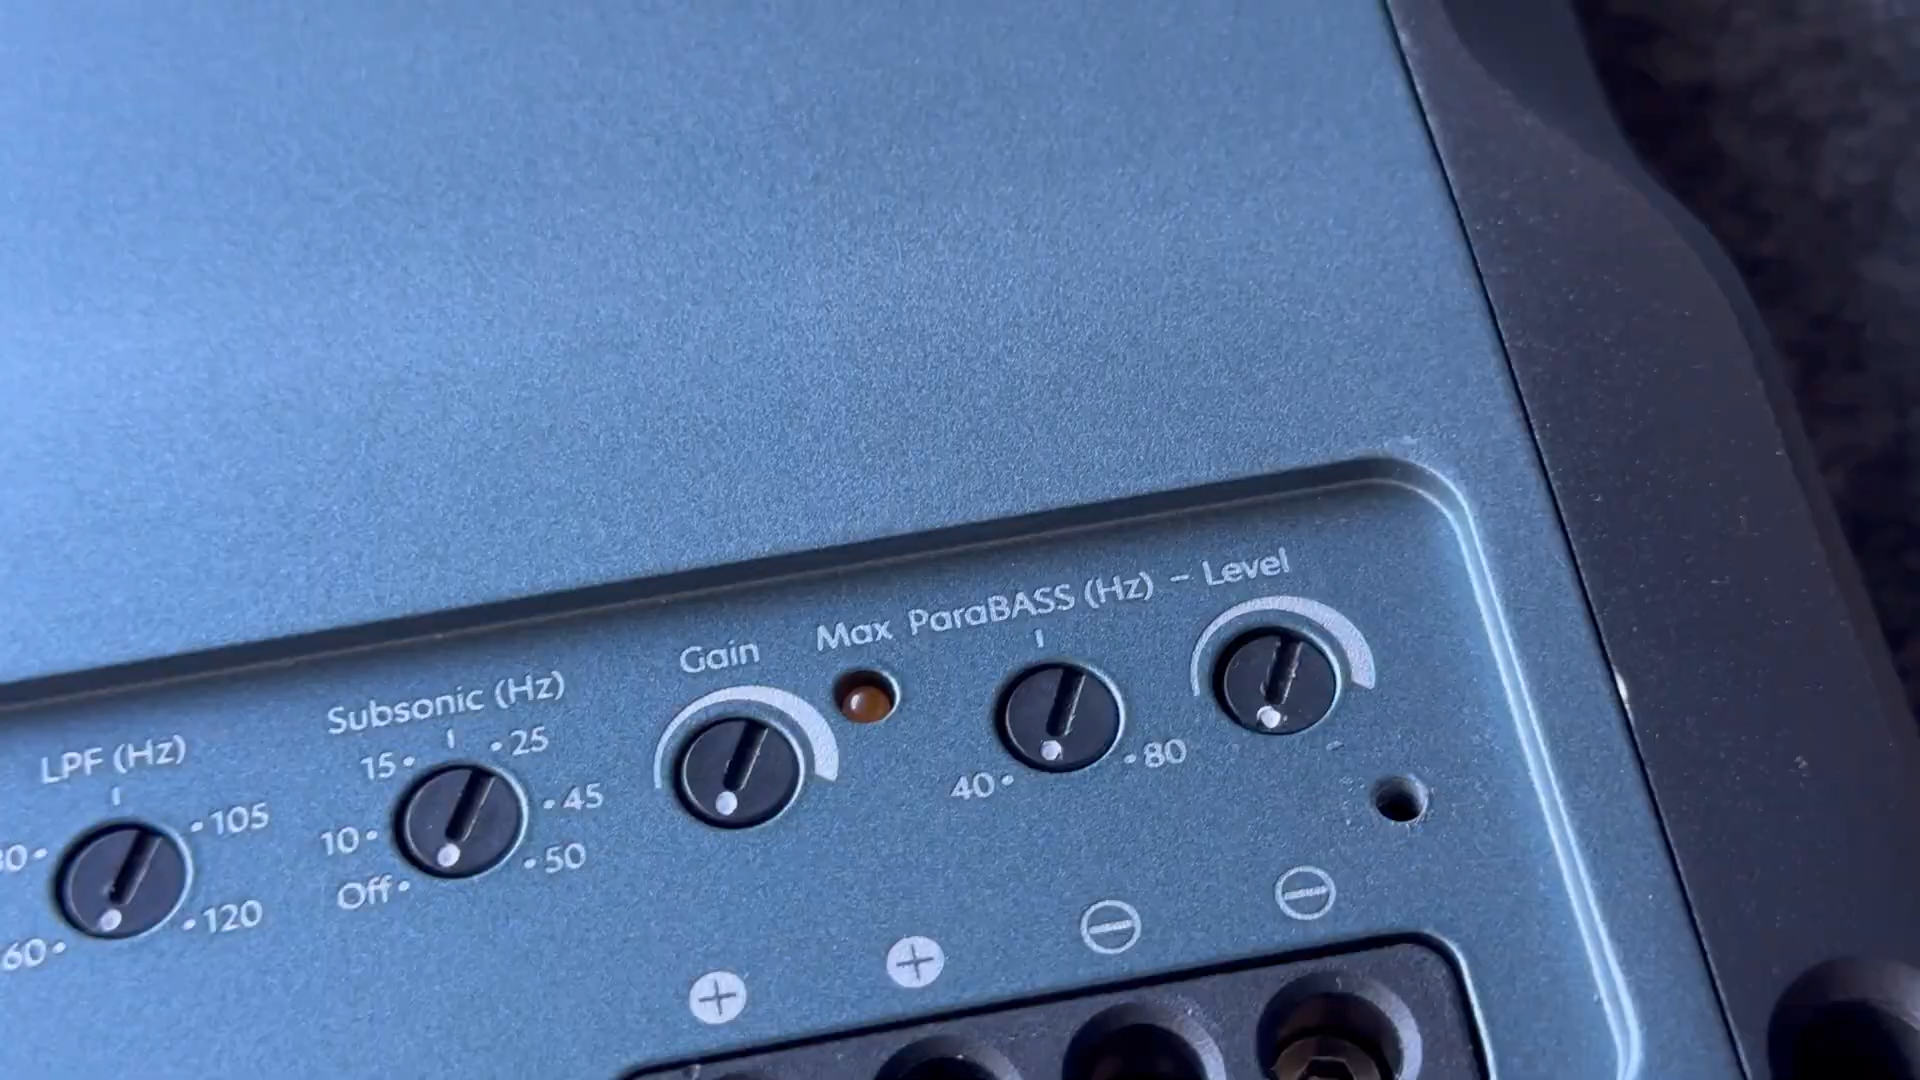 LPF (Hz)
105
120
60
Subsonic (Hz)
15
25
10
45
Off
50
Gain
Max
ParaBASS (Hz) – Level
40
80